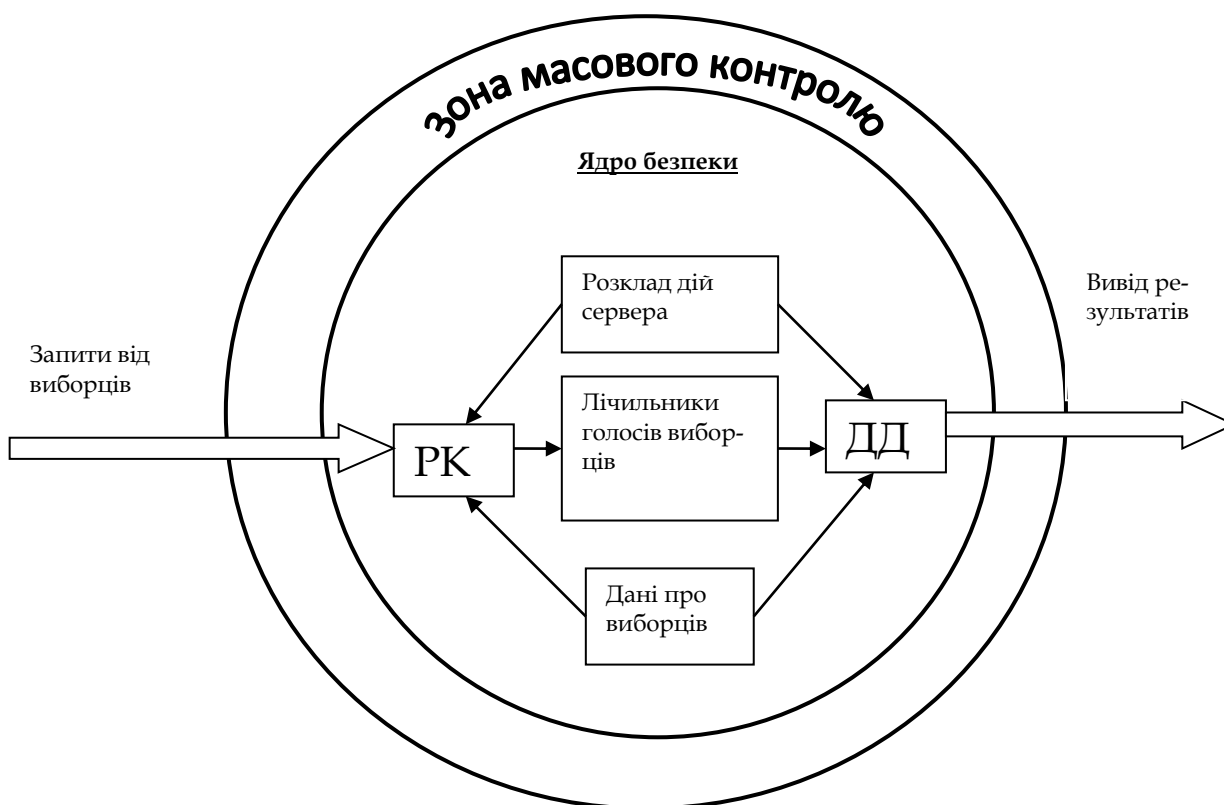 Зона масового контролю
Ядро безпеки
Розклад дій
сервера
Вивід ре-
зультатів
Запити від
виборців
Лічильники
голосів вибор-
ців
РК
ДД
Дані про
виборців